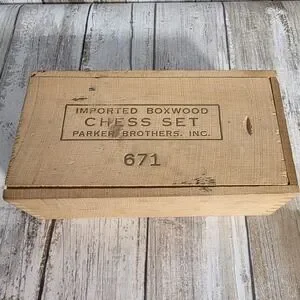 IMPORTED BOXWOOD
CHESS SET
PARKER BROTHERS, INC.
671